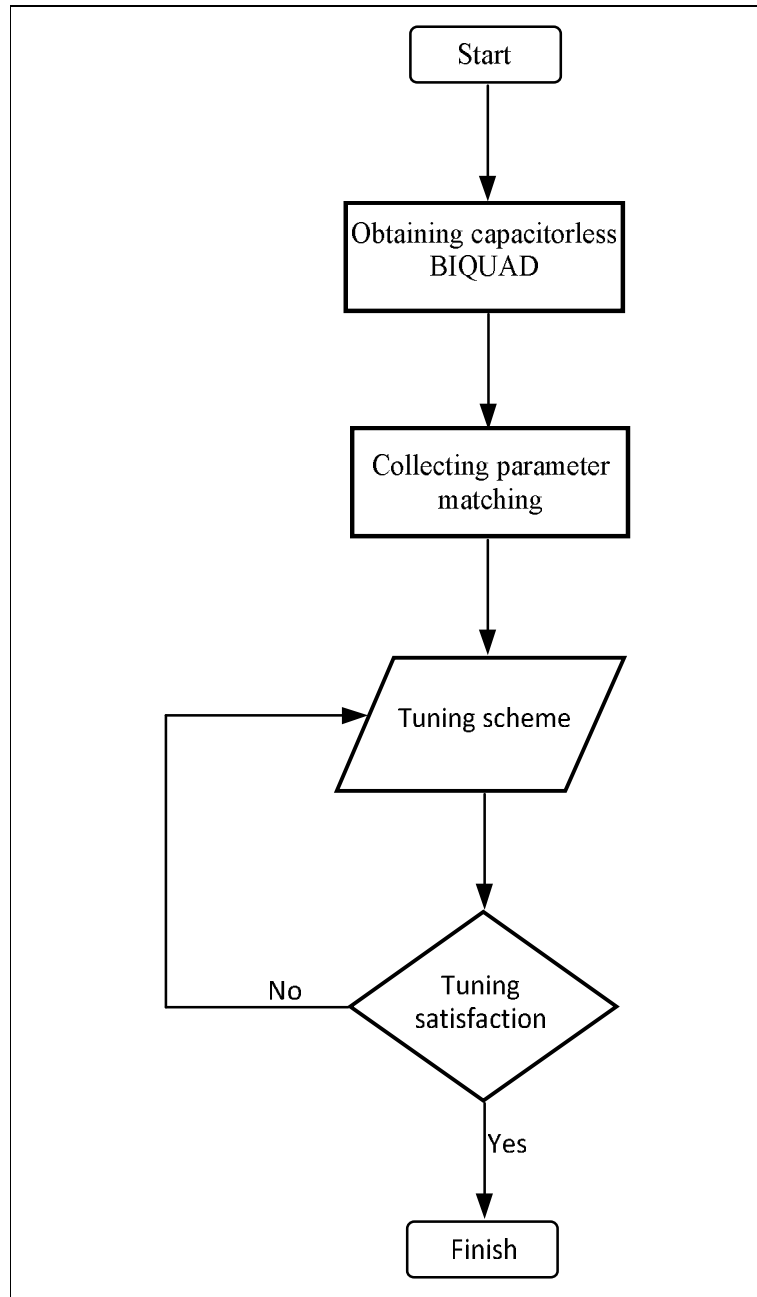 Start
Obtaining capacitorless
BIQUAD
Collecting parameter
matching
Tuning scheme
Tuning
satisfaction
No
Yes
Finish